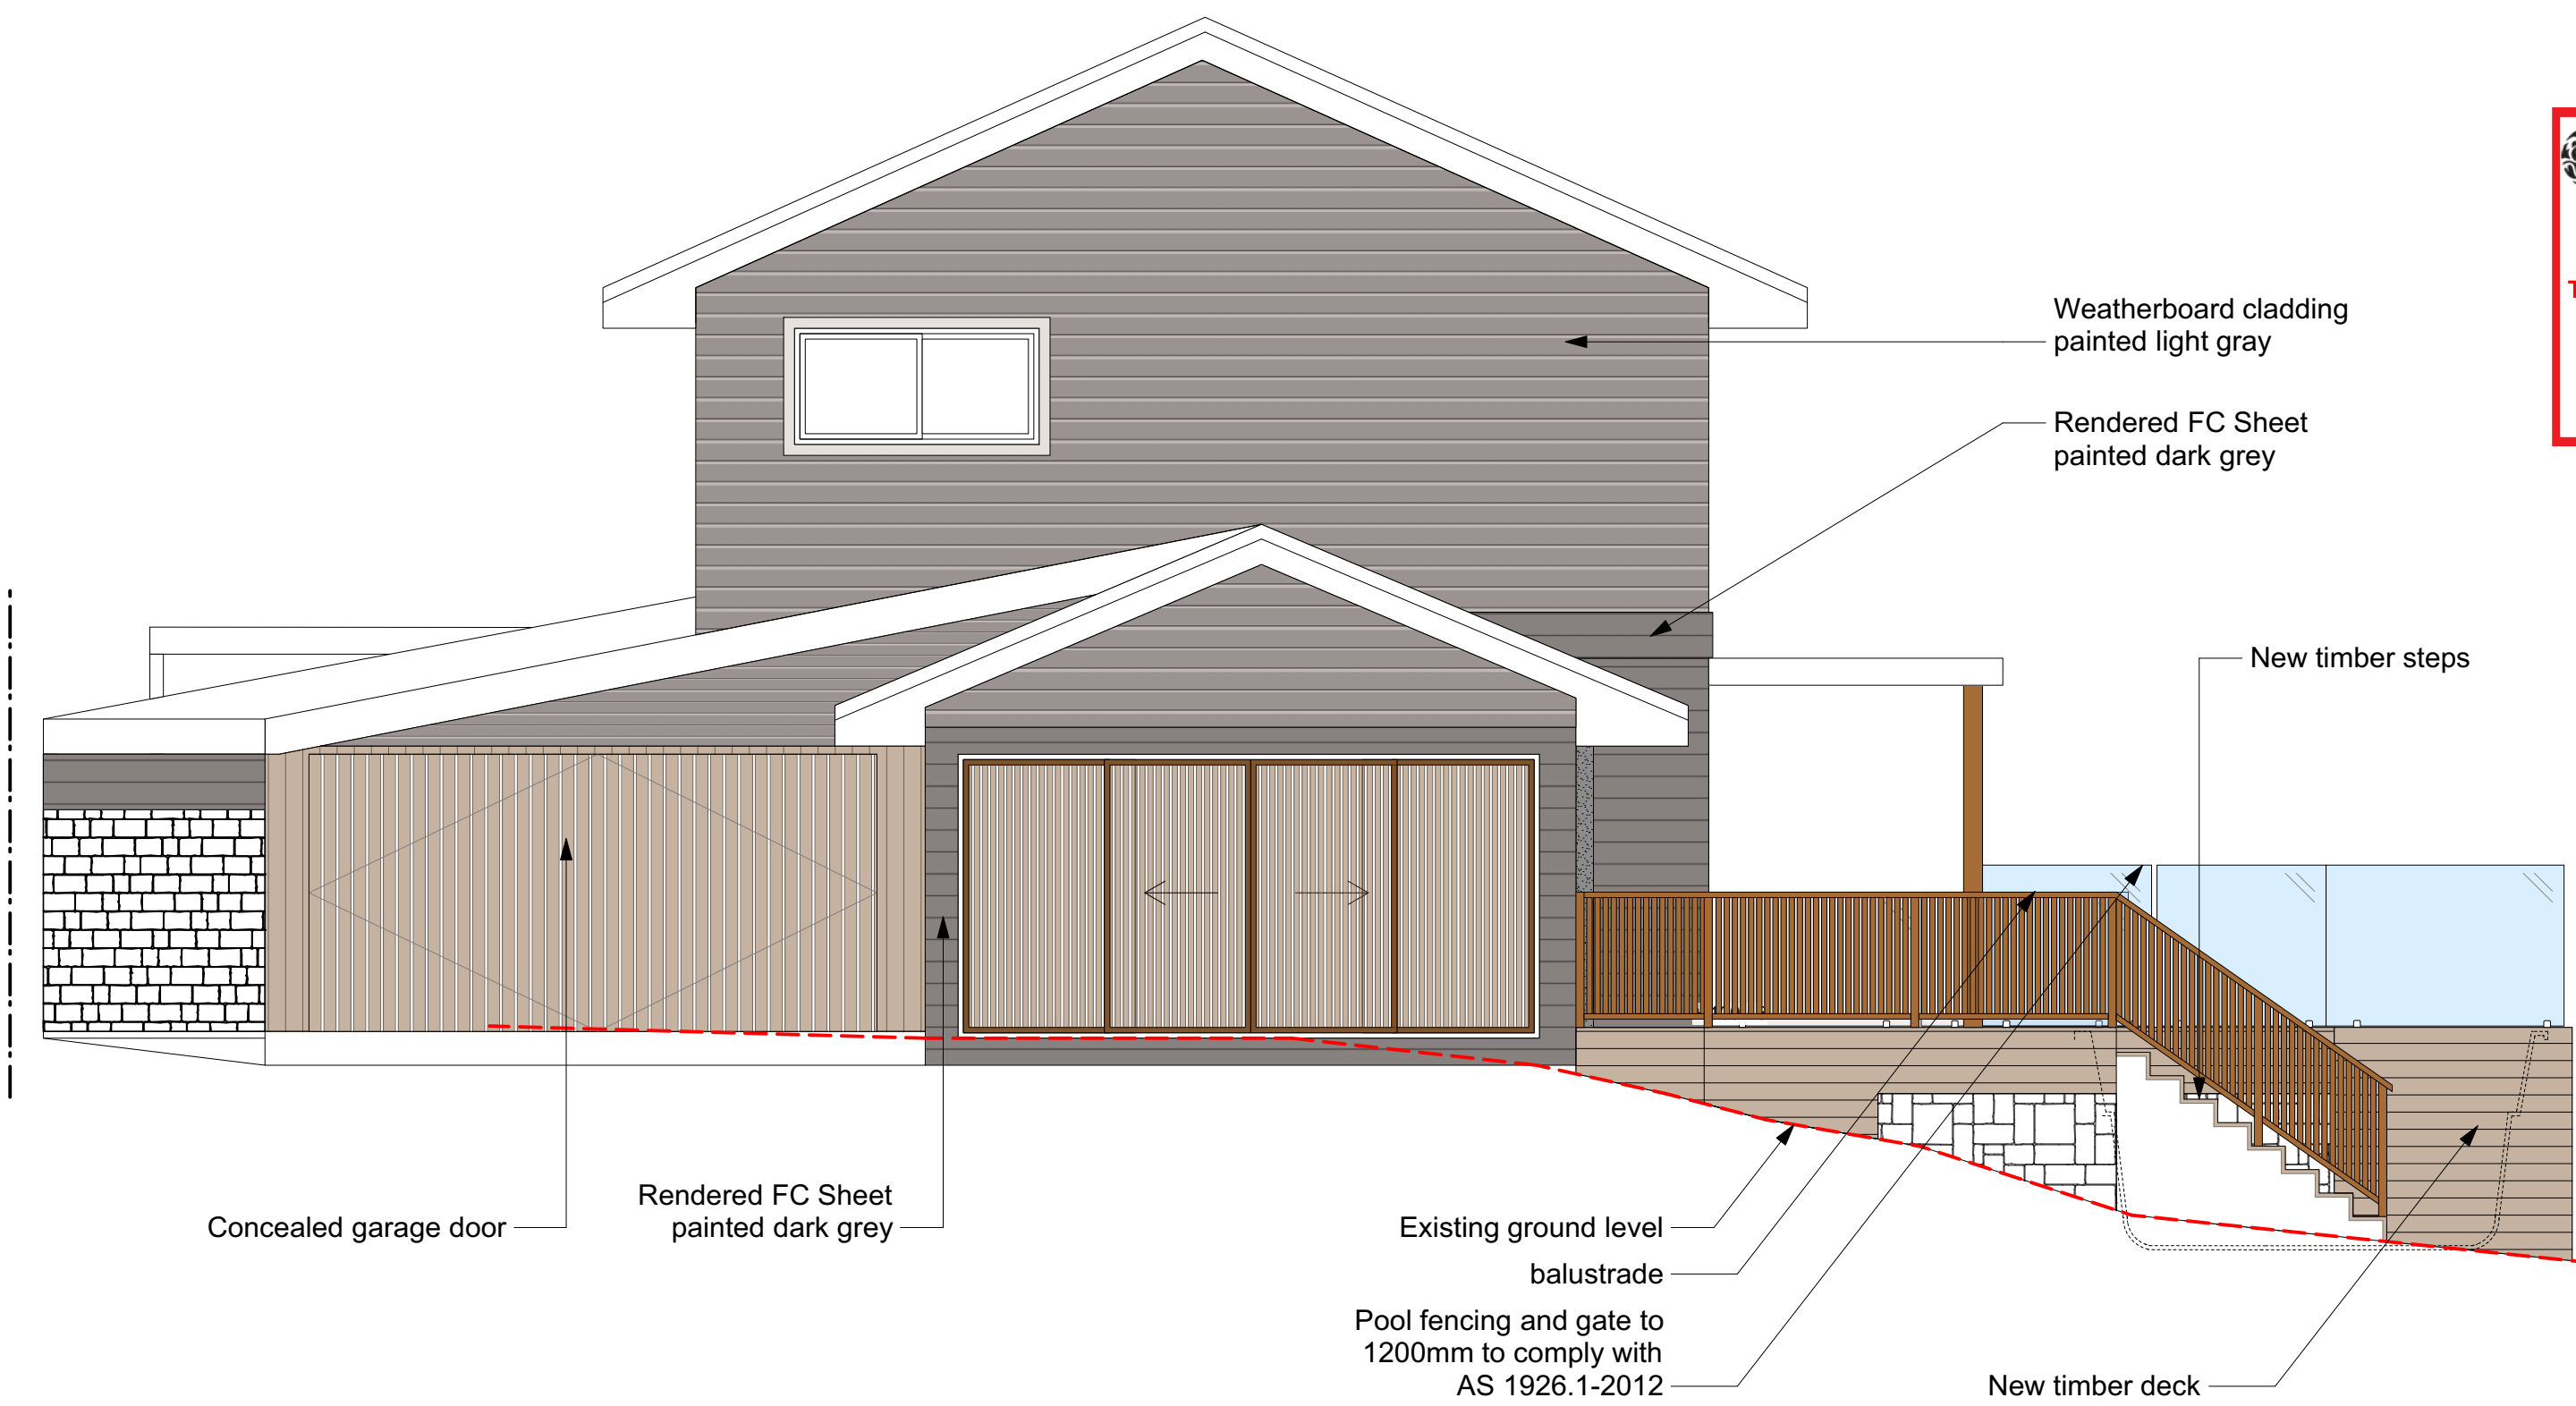 Weatherboard cladding
painted light gray
Rendered FC Sheet
painted dark grey
New timber steps
Rendered FC Sheet
painted dark grey
Concealed garage door
Existing ground level
balustrade
Pool fencing and gate to
1200mm to comply with
AS 1926.1-2012
New timber deck